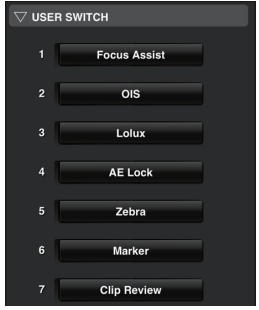 USER SWITCH
1 Focus Assist
2 OIS
3 Lolux
4 AE Lock
5 Zebra
6 Marker
7 Clip Review